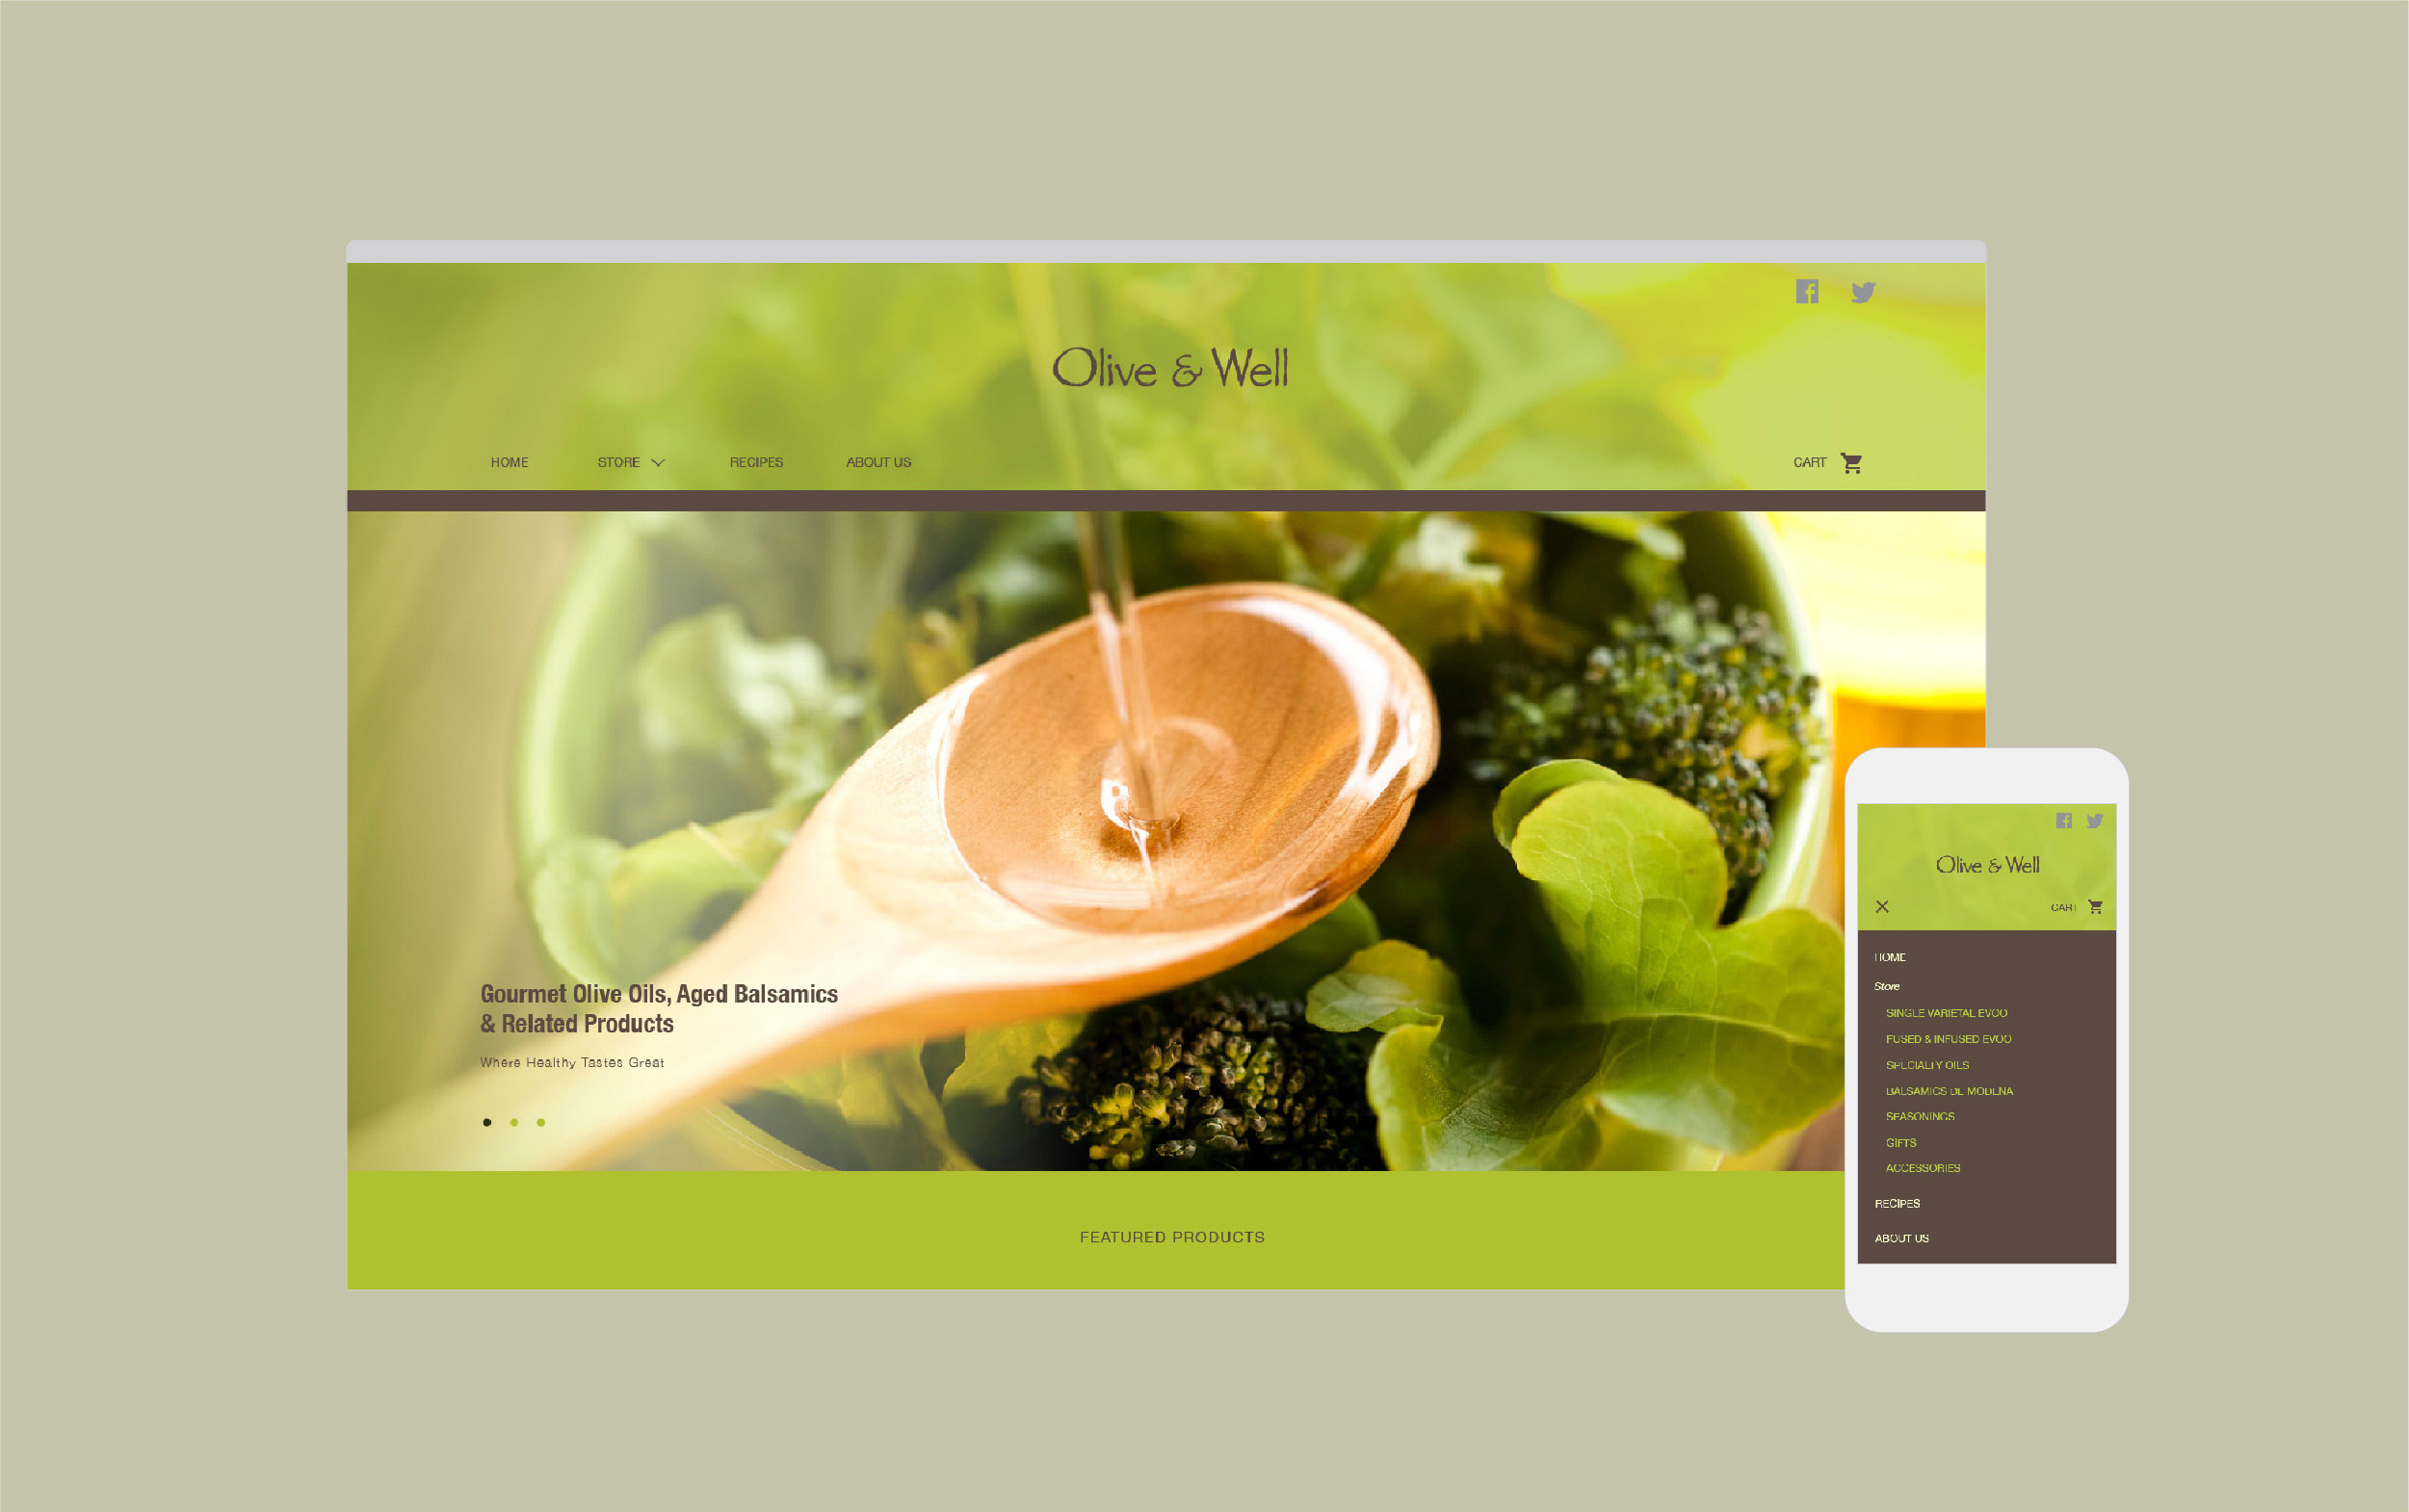 Olive & Well
HOME
STORE
RECIPES
ABOUT US
CART
Gourmet Olive Oils, Aged Balsamics
& Related Products
Where Healthy Tastes Great
FEATURED PRODUCTS
Olive & Well
CART
HOME
Store
SINGLE VARIETAL EVOO
FUSED & INFUSED EVOO
SPECIALTY OILS
BALSAMICS DE MODENA
SEASONINGS
GIFTS
ACCESSORIES
RECIPES
ABOUT US